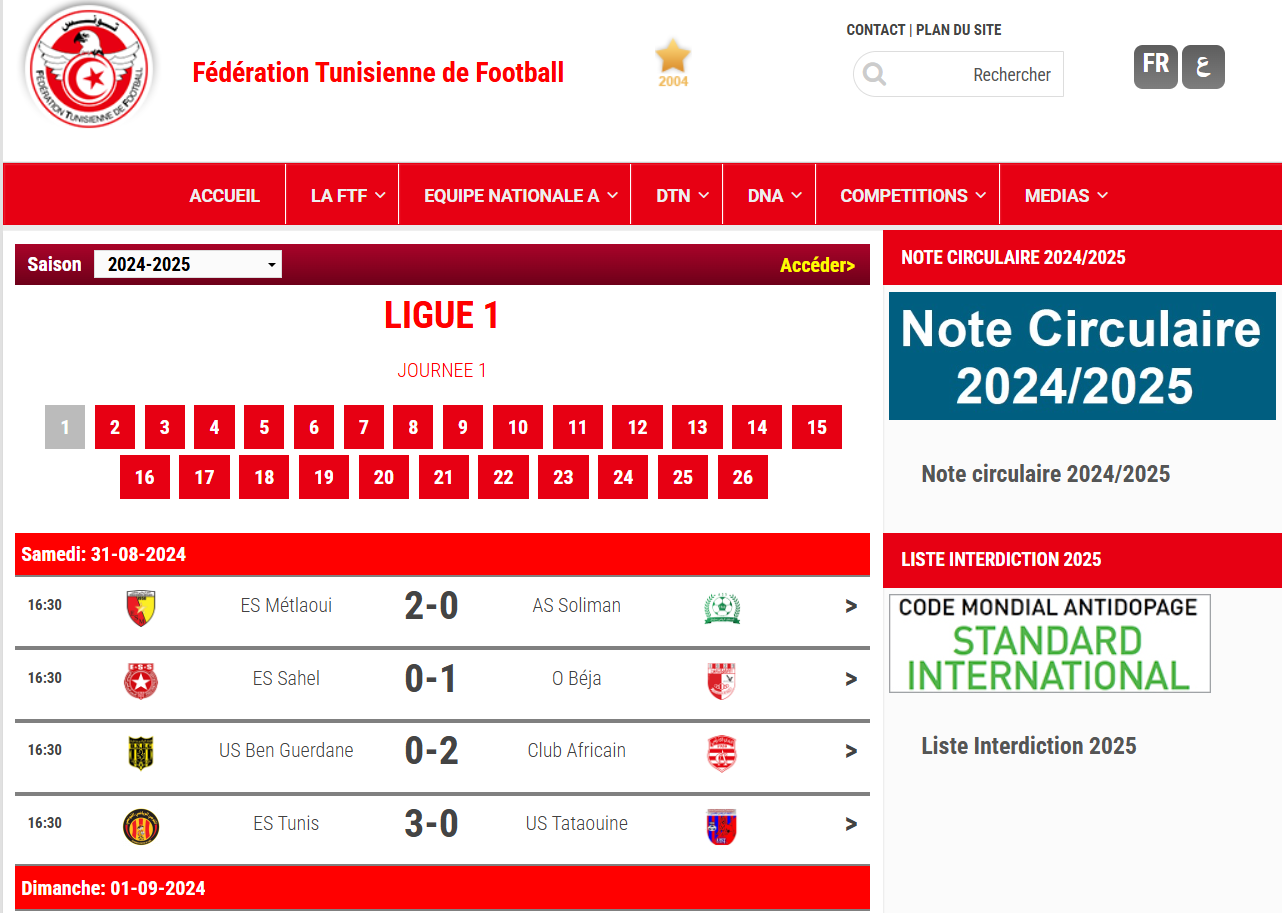 تونس
FÉDÉRATION TUNISIENNE DE FOOTBALL
Fédération Tunisienne de Football
2004
CONTACT | PLAN DU SITE
Rechercher
FR ع
ACCUEIL LA FTF EQUIPE NATIONALE A DTN DNA COMPETITIONS MEDIAS
Saison 2024-2025 Accéder>
LIGUE 1
JOURNEE 1
1 2 3 4 5 6 7 8 9 10 11 12 13 14 15
16 17 18 19 20 21 22 23 24 25 26
Samedi: 31-08-2024
16:30 ES Métlaoui 2-0 AS Soliman >
16:30 ES Sahel 0-1 O Béja >
16:30 US Ben Guerdane 0-2 Club Africain >
16:30 ES Tunis 3-0 US Tataouine >
Dimanche: 01-09-2024
NOTE CIRCULAIRE 2024/2025
Note Circulaire
2024/2025
Note circulaire 2024/2025
LISTE INTERDICTION 2025
CODE MONDIAL ANTIDOPAGE
STANDARD
INTERNATIONAL
Liste Interdiction 2025